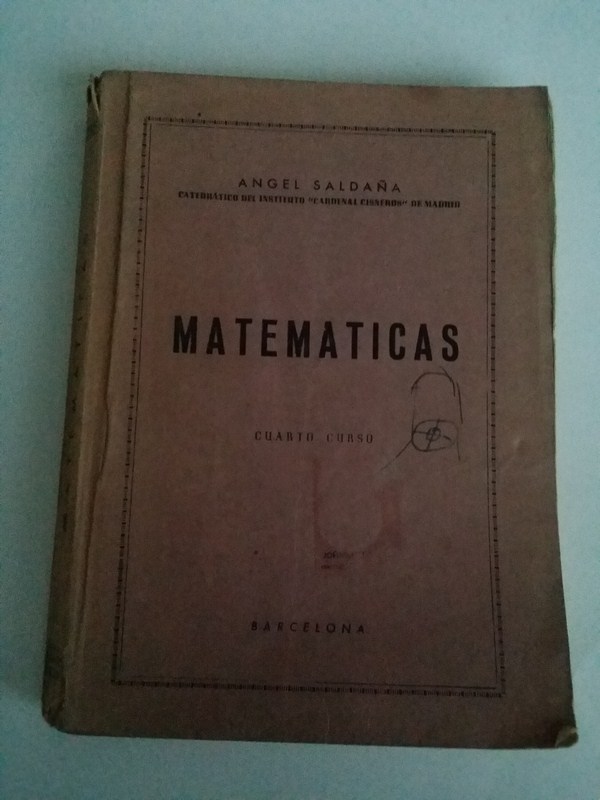 ANGEL SALDAÑA
CATEDRÁTICO DEL INSTITUTO "CARDENAL CISNEROS" DE MADRID
MATEMATICAS
CUARTO CURSO
BARCELONA